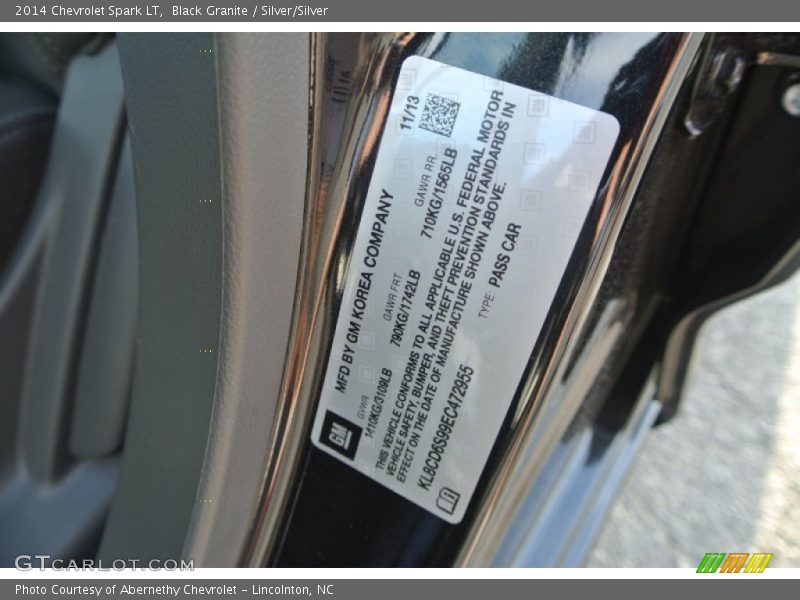 2014 Chevrolet Spark LT,  Black Granite / Silver/Silver
MFD BY GM KOREA COMPANY 11/13
GVWR GAWR FRT GAWR RR
1410KG/3109LB 790KG/1742LB 710KG/1565LB
THIS VEHICLE CONFORMS TO ALL APPLICABLE U.S. FEDERAL MOTOR
VEHICLE SAFETY, BUMPER, AND THEFT PREVENTION STANDARDS IN
EFFECT ON THE DATE OF MANUFACTURE SHOWN ABOVE.
KL8CD6S99EC472955 TYPE PASS CAR
GM
GTCARLOT.COM
Photo Courtesy of Abernethy Chevrolet – Lincolnton, NC